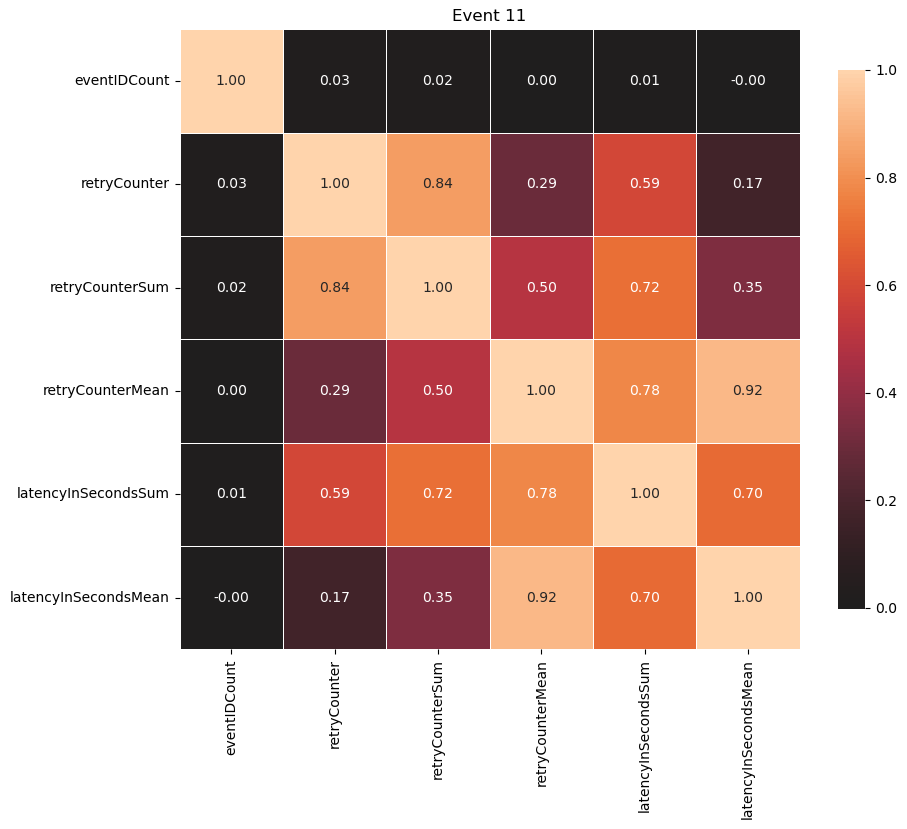 Event 11
eventIDCount 1.00 0.03 0.02 0.00 0.01 -0.00
retryCounter 0.03 1.00 0.84 0.29 0.59 0.17
retryCounterSum 0.02 0.84 1.00 0.50 0.72 0.35
retryCounterMean 0.00 0.29 0.50 1.00 0.78 0.92
latencyInSecondsSum 0.01 0.59 0.72 0.78 1.00 0.70
latencyInSecondsMean -0.00 0.17 0.35 0.92 0.70 1.00
eventIDCount
retryCounter
retryCounterSum
retryCounterMean
latencyInSecondsSum
latencyInSecondsMean
1.0
0.8
0.6
0.4
0.2
0.0